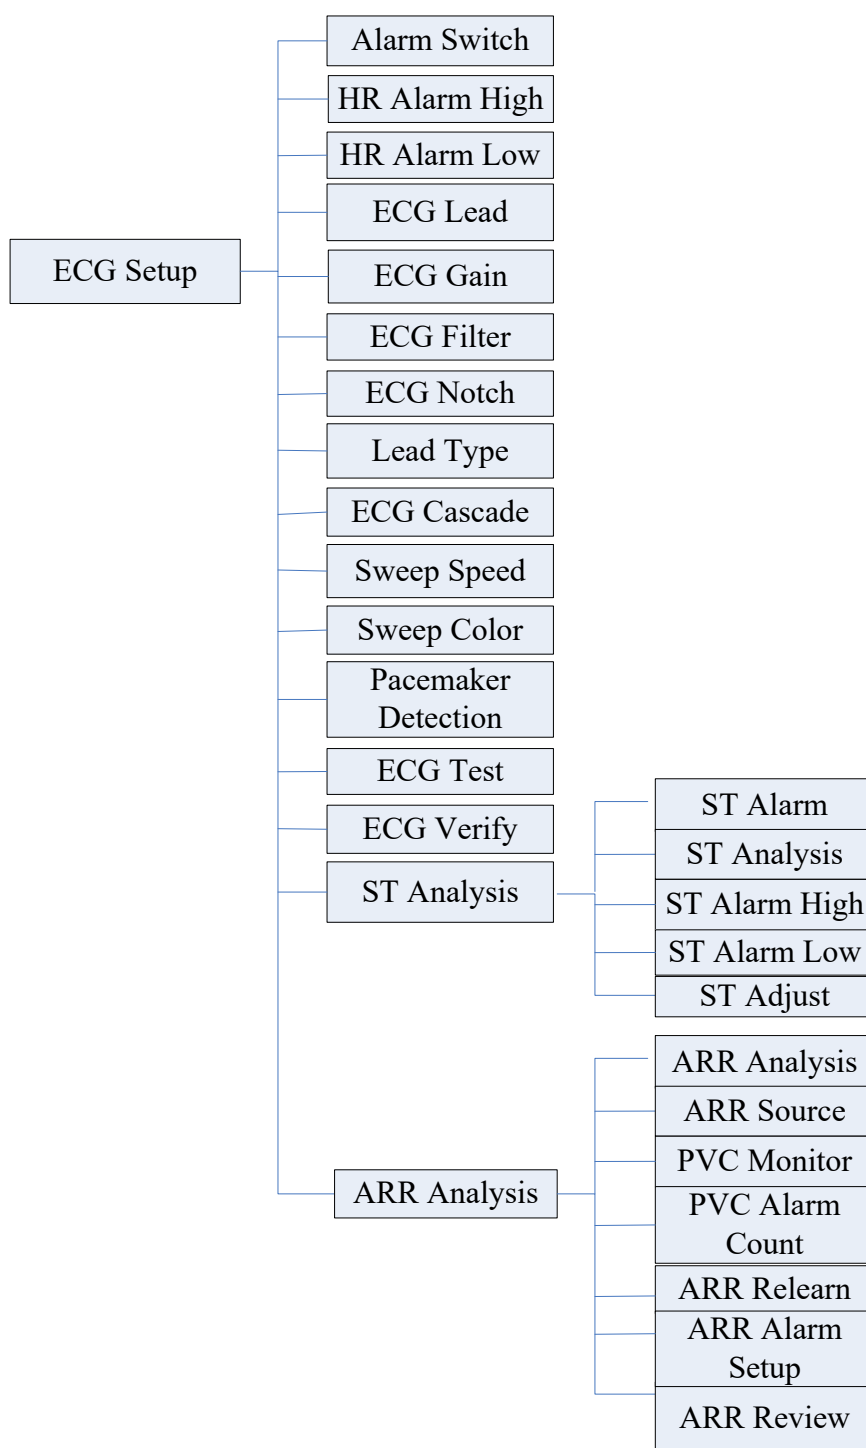 Alarm Switch
HR Alarm High
HR Alarm Low
ECG Lead
ECG Setup
ECG Gain
ECG Filter
ECG Notch
Lead Type
ECG Cascade
Sweep Speed
Sweep Color
Pacemaker
Detection
ECG Test
ECG Verify
ST Analysis
ST Alarm
ST Analysis
ST Alarm High
ST Alarm Low
ST Adjust
ARR Analysis
ARR Analysis
ARR Source
PVC Monitor
PVC Alarm
Count
ARR Relearn
ARR Alarm
Setup
ARR Review